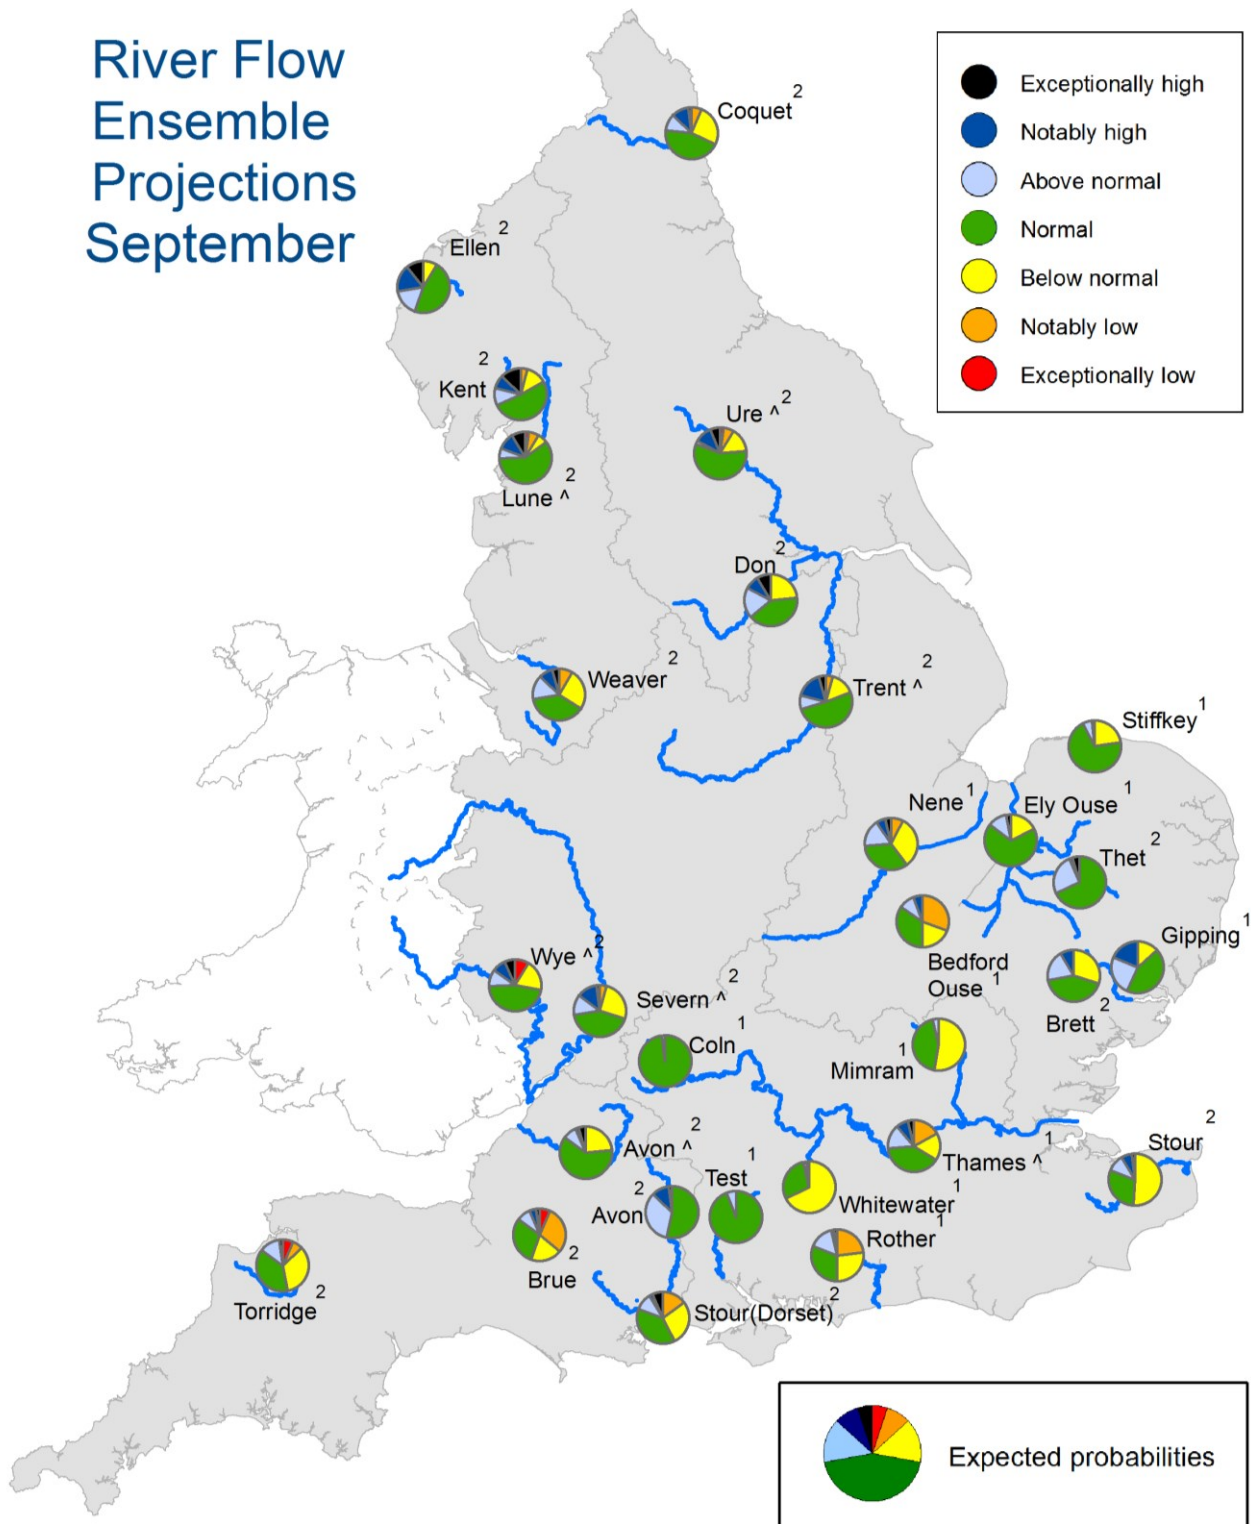 River Flow
Ensemble
Projections
September
Exceptionally high
Notably high
Above normal
Normal
Below normal
Notably low
Exceptionally low
Coquet 2
Ellen 2
2
Kent
Ure ^ 2
Lune ^ 2
Don 2
Weaver 2
Trent ^ 2
Stiffkey 1
Nene 1
Ely Ouse 1
Thet 2
Gipping 1
Bedford
Ouse 1
Brett 2
Wye ^ 2
Severn ^ 2
Coln 1
1
Mimram
Avon ^ 2
Test 1
Thames ^ 1
Stour 2
2
Avon
Whitewater 1
Rother 1
Brue 2
Torridge 2
Stour(Dorset) 2
Expected probabilities